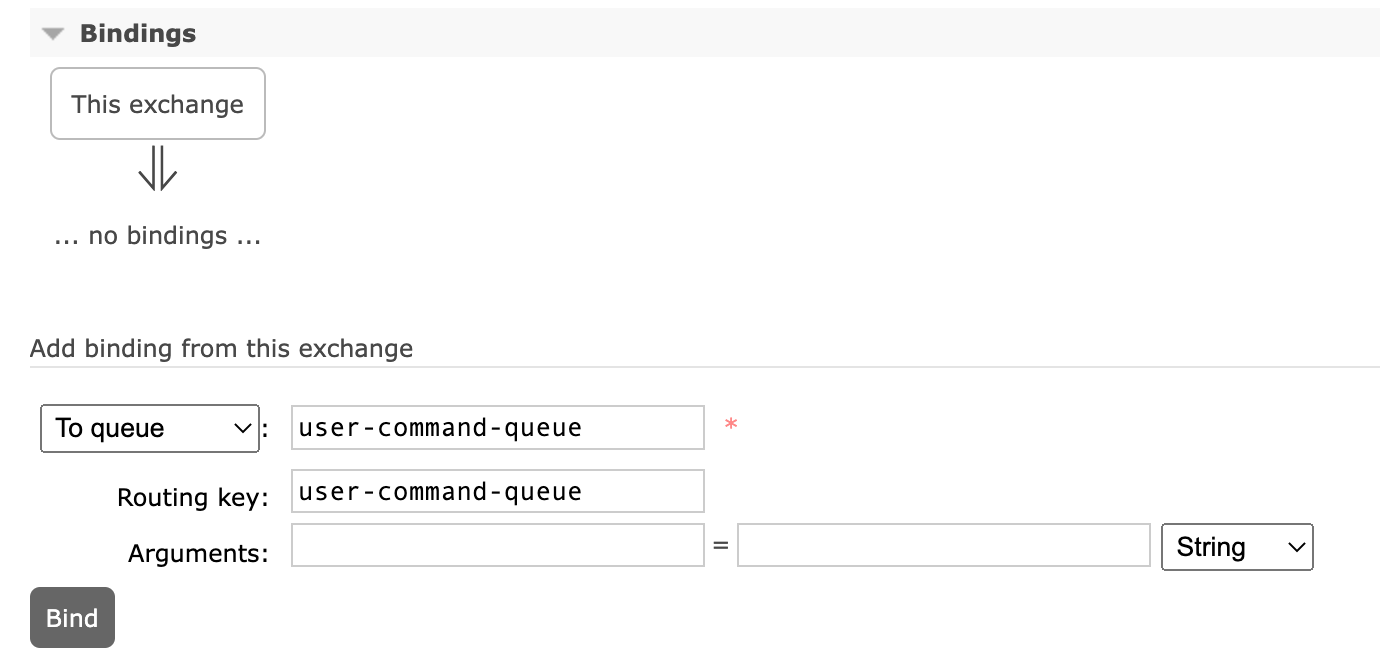 Bindings
This exchange
... no bindings ...
Add binding from this exchange
To queue : user-command-queue *
Routing key: user-command-queue
Arguments: = String
Bind